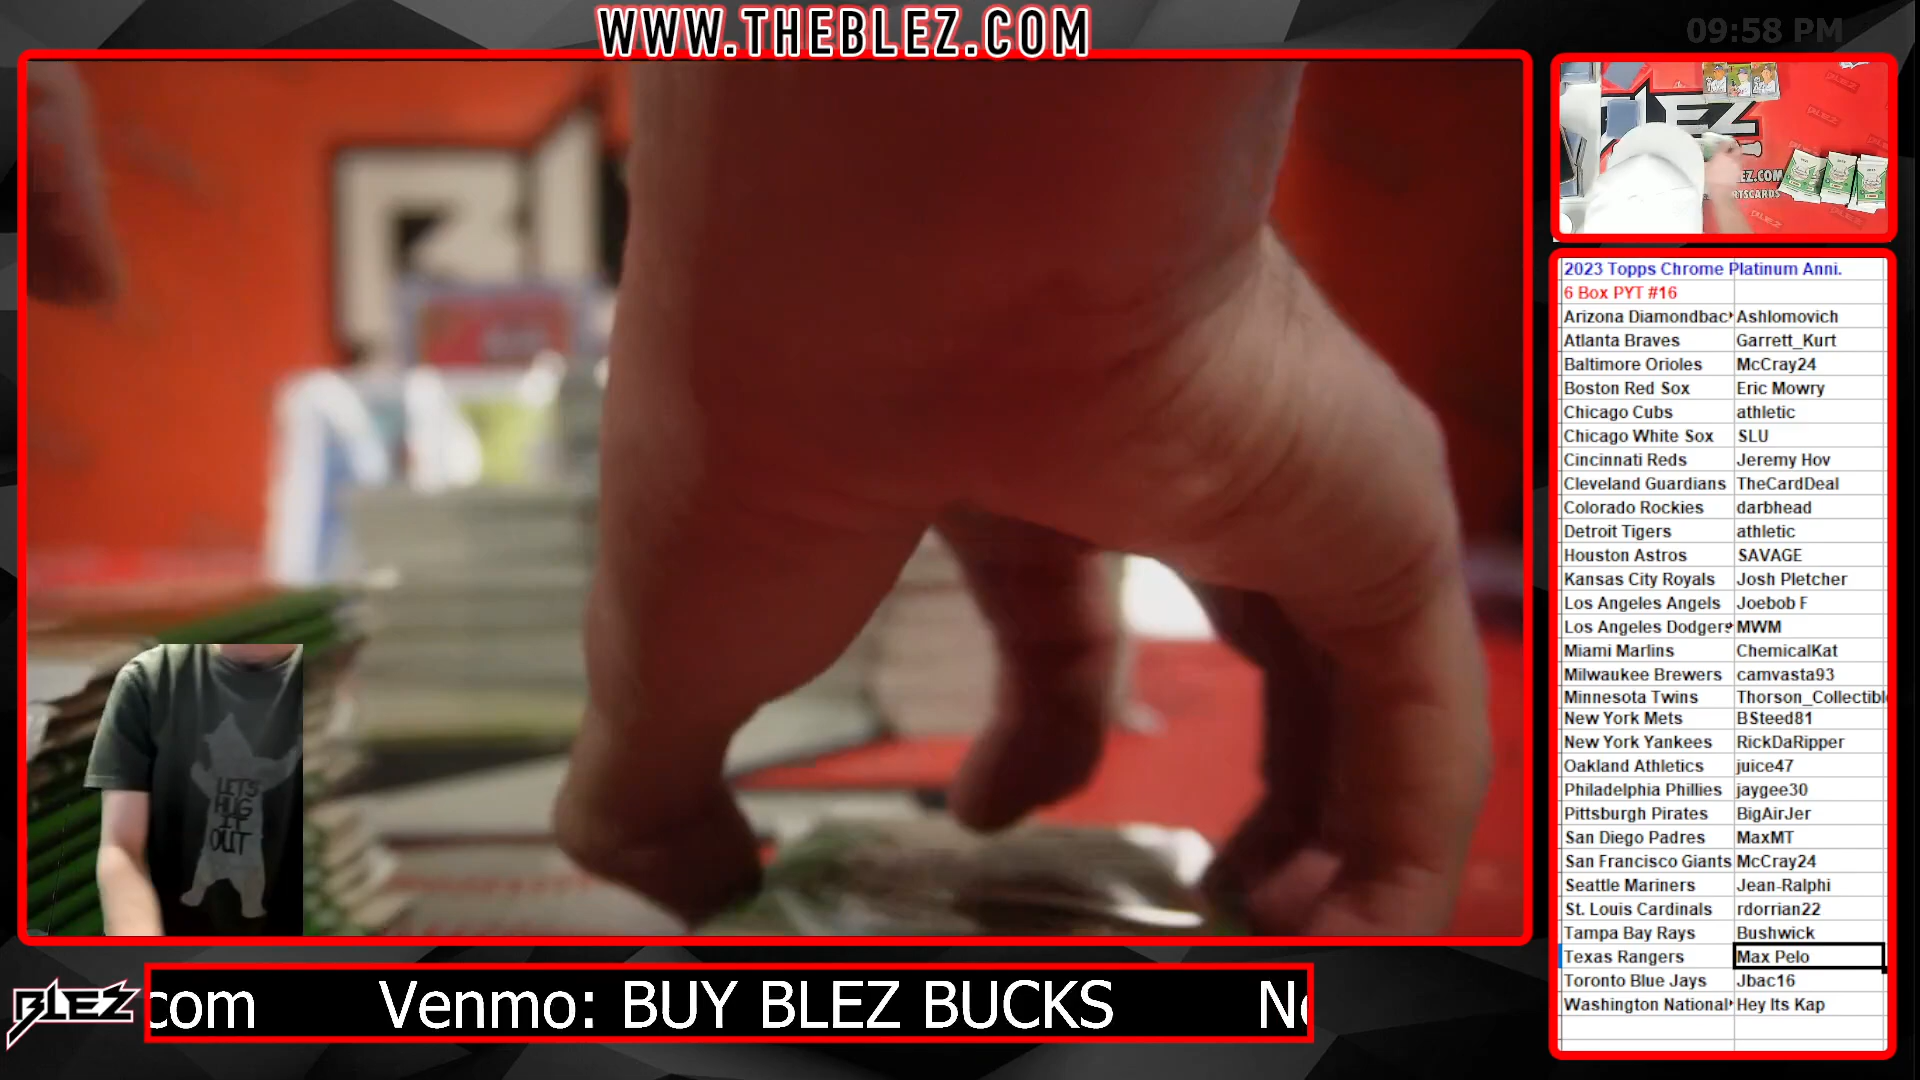 WWW.THEBLEZ.COM
09:58 PM
EZ.COM
RTSCARDS
2023 Topps Chrome Platinum Anni.
6 Box PYT #16
Arizona Diamondbac Ashlomovich
Atlanta Braves Garrett_Kurt
Baltimore Orioles McCray24
Boston Red Sox Eric Mowry
Chicago Cubs athletic
Chicago White Sox SLU
Cincinnati Reds Jeremy Hov
Cleveland Guardians TheCardDeal
Colorado Rockies darbhead
Detroit Tigers athletic
Houston Astros SAVAGE
Kansas City Royals Josh Pletcher
Los Angeles Angels Joebob F
Los Angeles Dodgers MWM
Miami Marlins ChemicalKat
Milwaukee Brewers camvasta93
Minnesota Twins Thorson_Collectibl
New York Mets BSteed81
New York Yankees RickDaRipper
Oakland Athletics juice47
Philadelphia Phillies jaygee30
Pittsburgh Pirates BigAirJer
San Diego Padres MaxMT
San Francisco Giants McCray24
Seattle Mariners Jean-Ralphi
St. Louis Cardinals rdorrian22
Tampa Bay Rays Bushwick
Texas Rangers Max Pelo
Toronto Blue Jays Jbac16
Washington National Hey Its Kap
LET'S
HUG
IT
OUT
BLEZ
com Venmo: BUY BLEZ BUCKS No